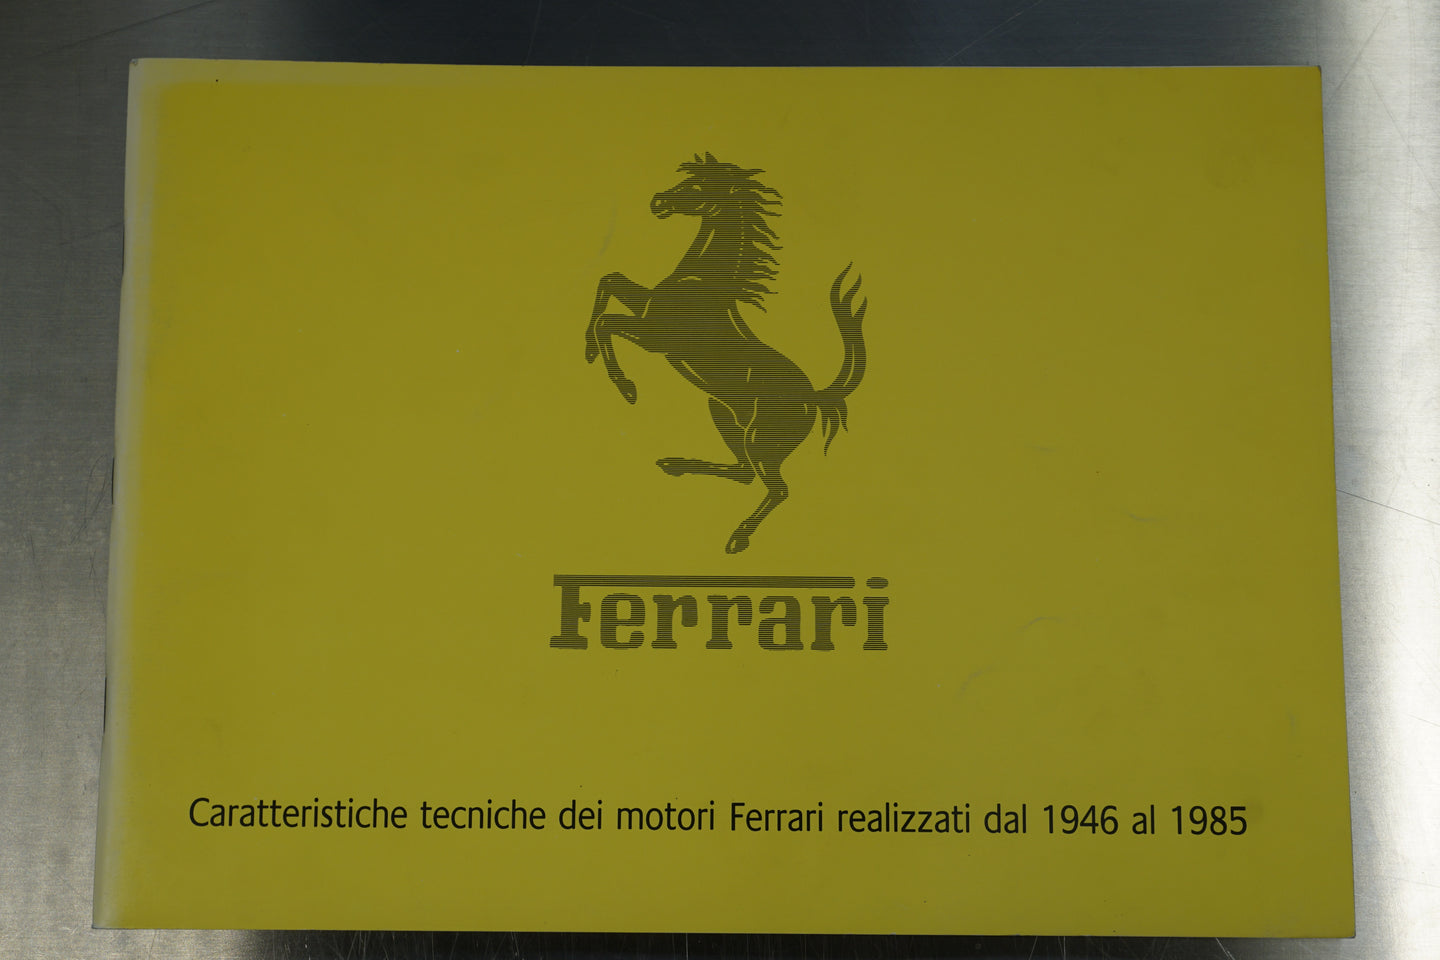 Ferrari
Caratteristiche tecniche dei motori Ferrari realizzati dal 1946 al 1985